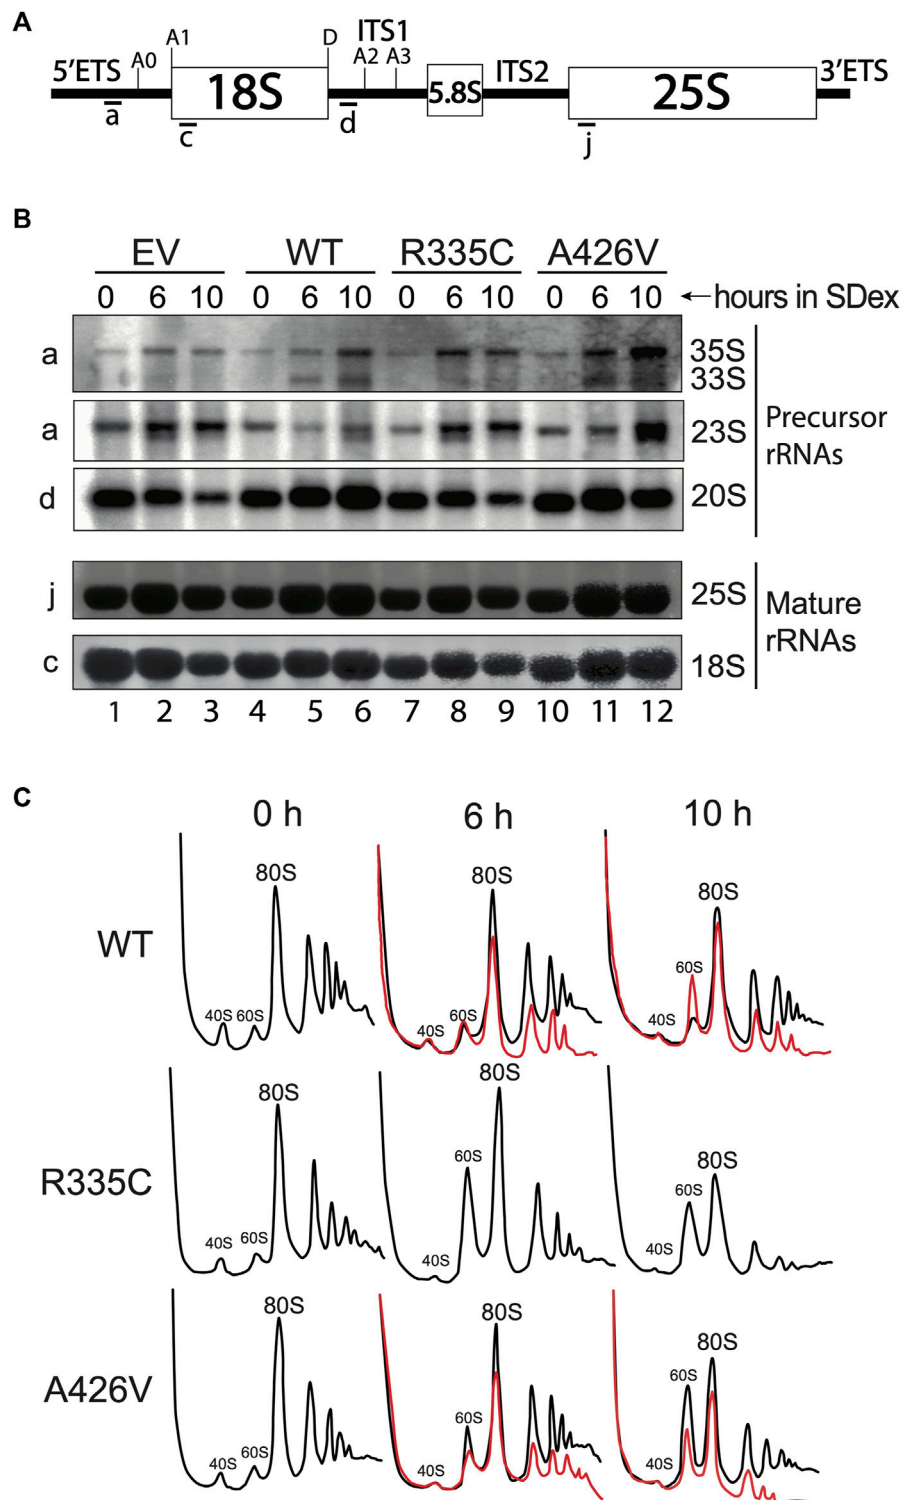 A
5'ETS A0 A1 18S D ITS1 A2 A3 5.8S ITS2 25S 3'ETS
a c d j
B
EV WT R335C A426V
0 6 10 0 6 10 0 6 10 0 6 10 ←hours in SDex
a 35S
33S
a 23S
d 20S
Precursor
rRNAs
j 25S
c 18S
Mature
rRNAs
1 2 3 4 5 6 7 8 9 10 11 12
C
0 h 6 h 10 h
WT
40S 60S 80S
40S 60S 80S
40S 60S 80S
R335C
40S 60S 80S
40S 60S 80S
40S 60S 80S
A426V
40S 60S 80S
40S 60S 80S
40S 60S 80S